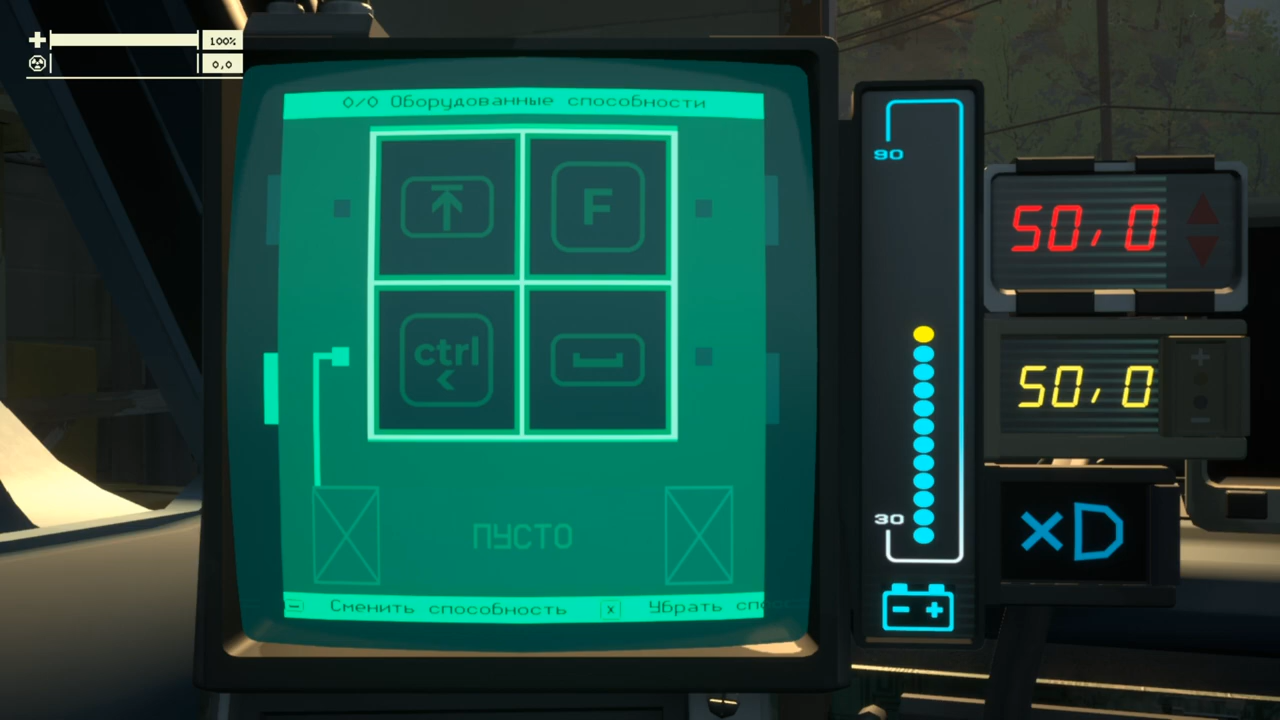 100%
0,0
0/0 Оборудованные способности
F
ctrl
<
ПУСТО
Сменить способность
x Убрать спос
90
30
50,0
50,0
XD